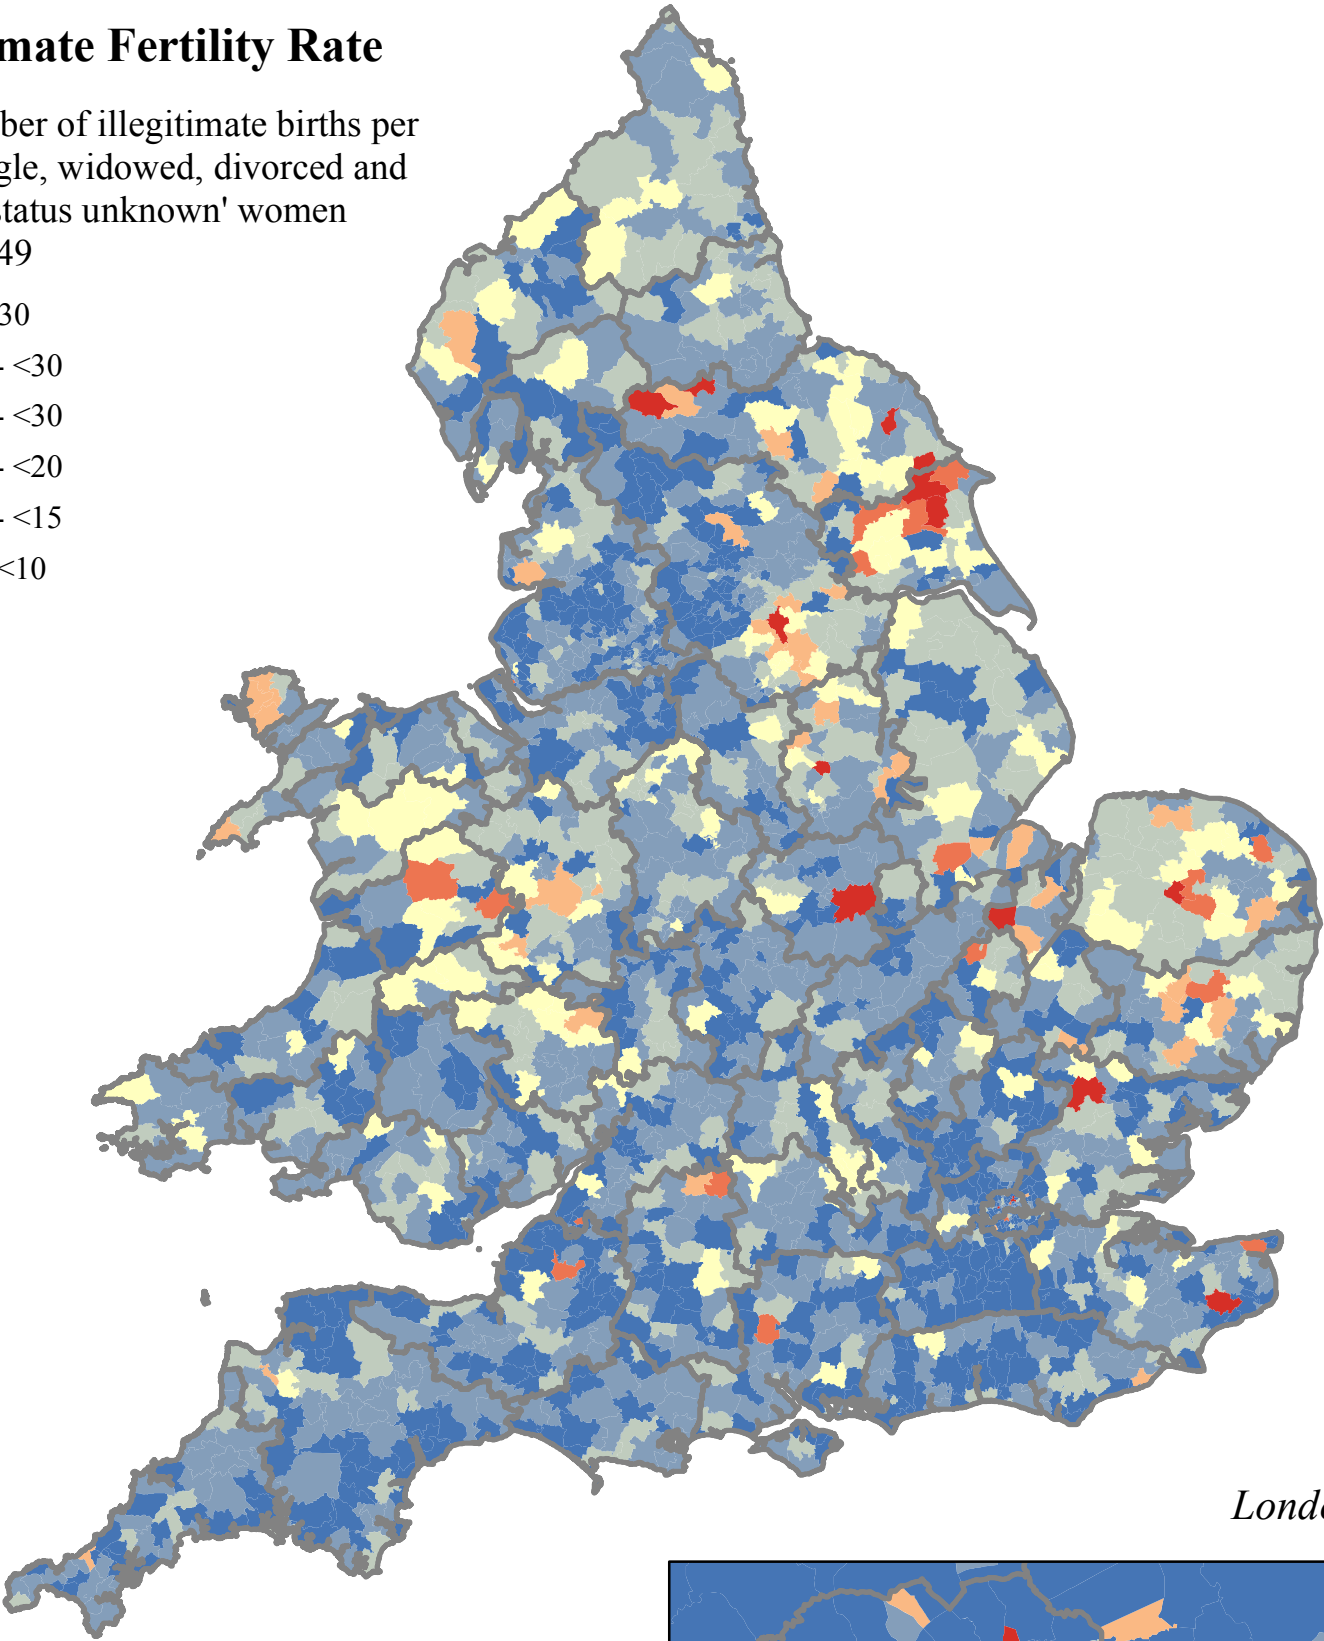 mate Fertility Rate
ber of illegitimate births per
gle, widowed, divorced and
status unknown' women
49
30
- <30
- <30
- <20
- <15
<10
Londo